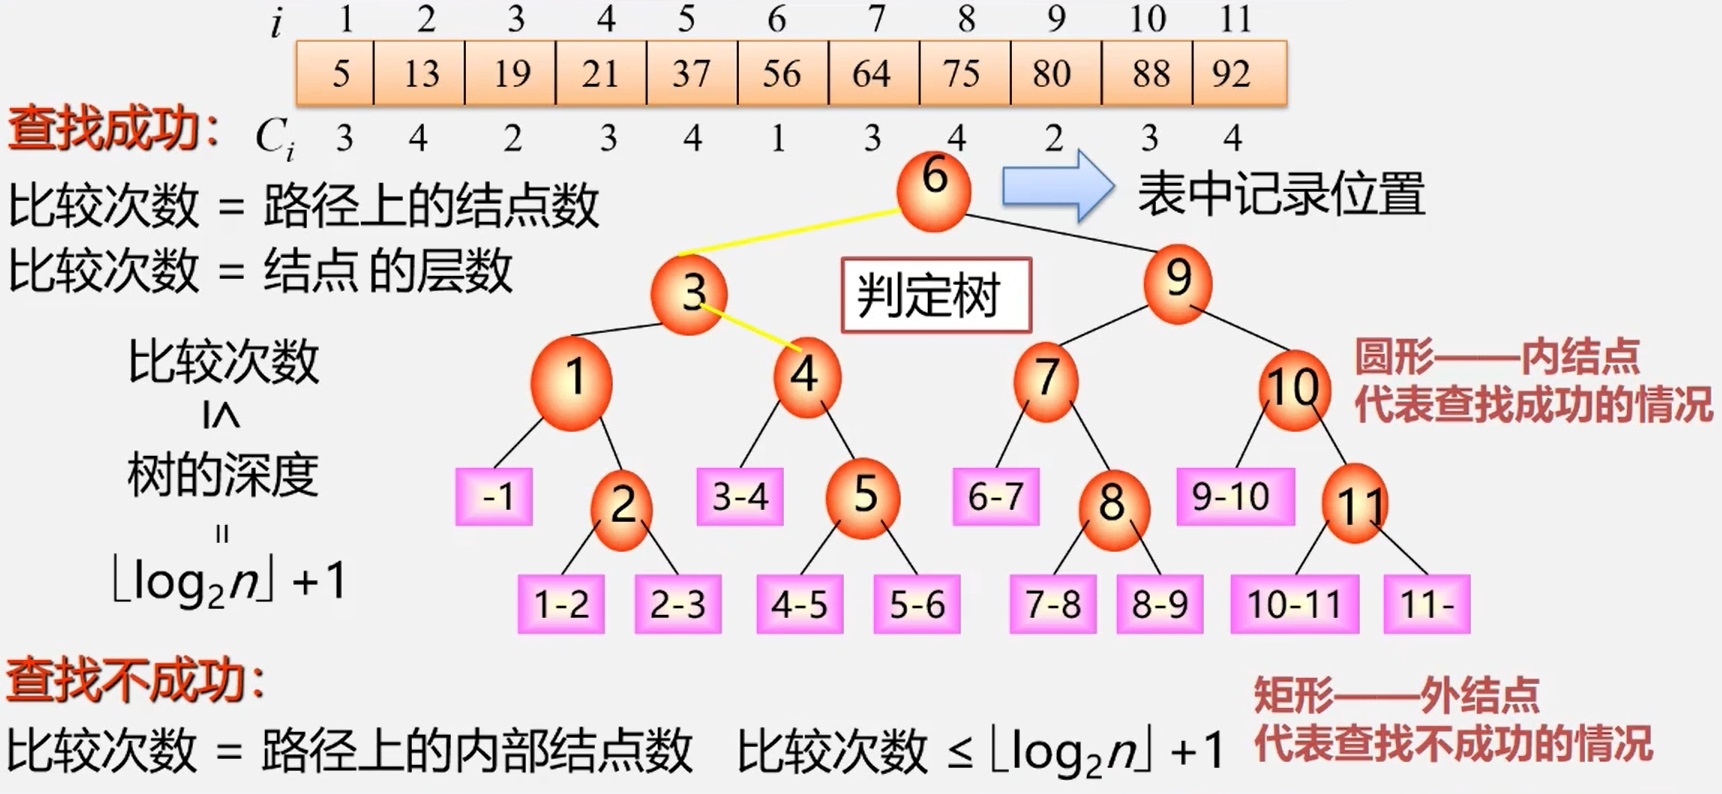 i 1 2 3 4 5 6 7 8 9 10 11
5 13 19 21 37 56 64 75 80 88 92
查找成功：
Ci 3 4 2 3 4 1 3 4 2 3 4
比较次数 = 路径上的结点数
比较次数 = 结点 的层数
6
表中记录位置
3
判定树
9
比较次数
≤
树的深度
=
⌊log₂n⌋ +1
1
4
7
10
圆形——内结点
代表查找成功的情况
-1
2
3-4
5
6-7
8
9-10
11
1-2
2-3
4-5
5-6
7-8
8-9
10-11
11-
查找不成功：
比较次数 = 路径上的内部结点数
比较次数 ≤ ⌊log₂n⌋ +1
矩形——外结点
代表查找不成功的情况